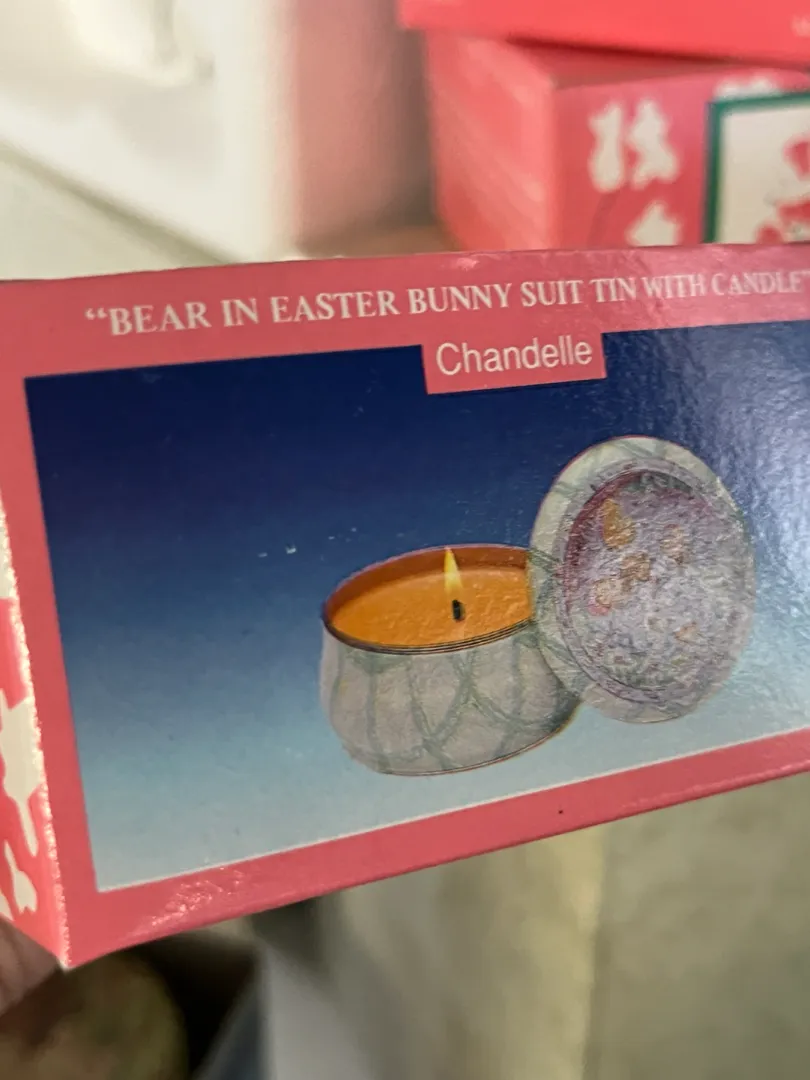 “BEAR IN EASTER BUNNY SUIT TIN WITH CANDLE
Chandelle